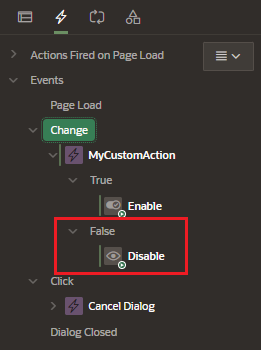 Actions Fired on Page Load
Events
Page Load
Change
MyCustomAction
True
Enable
False
Disable
Click
Cancel Dialog
Dialog Closed